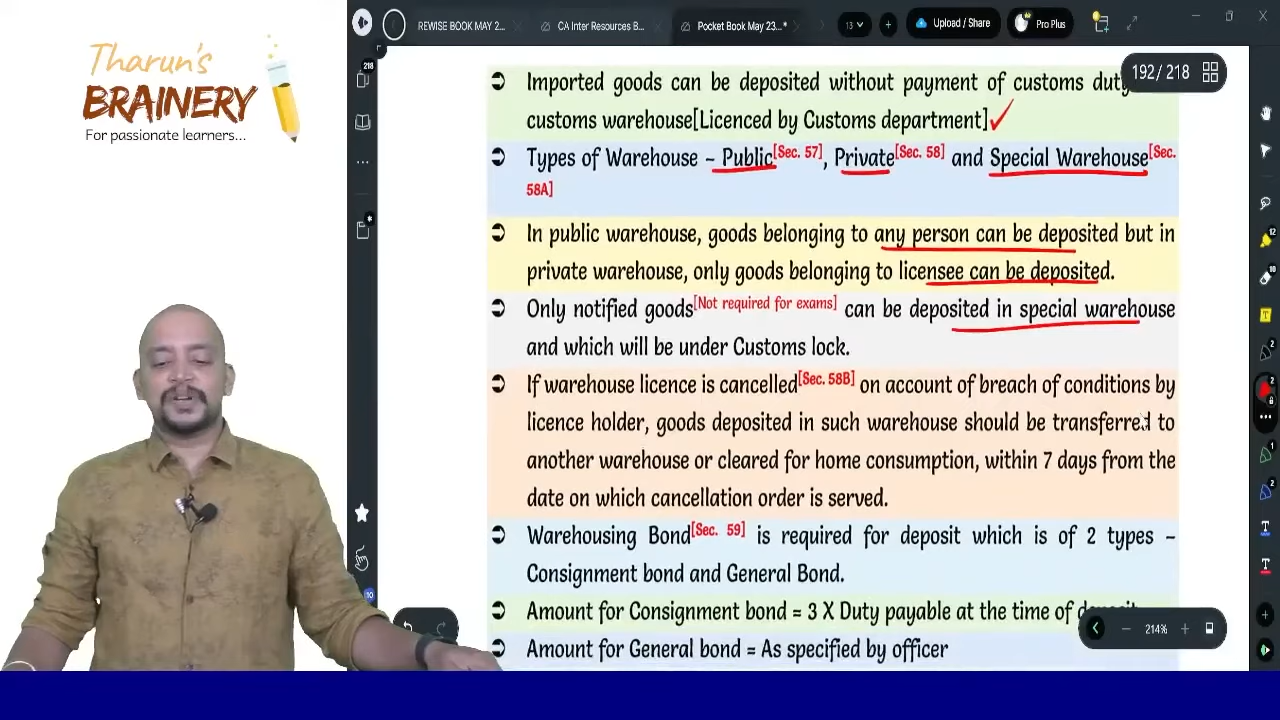 Tharun's
BRAINERY
For passionate learners...
REWISE BOOK MAY 2...
CA Inter Resources B...
Pocket Book May 23...*
13
Upload / Share
Pro Plus
218
192/218
Imported goods can be deposited without payment of customs duty
customs warehouse[Licenced by Customs department]
Types of Warehouse – Public[Sec. 57], Private[Sec. 58] and Special Warehouse[Sec.
58A]
In public warehouse, goods belonging to any person can be deposited but in
private warehouse, only goods belonging to licensee can be deposited.
Only notified goods[Not required for exams] can be deposited in special warehouse
and which will be under Customs lock.
If warehouse licence is cancelled[Sec. 58B] on account of breach of conditions by
licence holder, goods deposited in such warehouse should be transferred to
another warehouse or cleared for home consumption, within 7 days from the
date on which cancellation order is served.
Warehousing Bond[Sec. 59] is required for deposit which is of 2 types –
Consignment bond and General Bond.
Amount for Consignment bond = 3 X Duty payable at the time of deposit
Amount for General bond = As specified by officer
214%